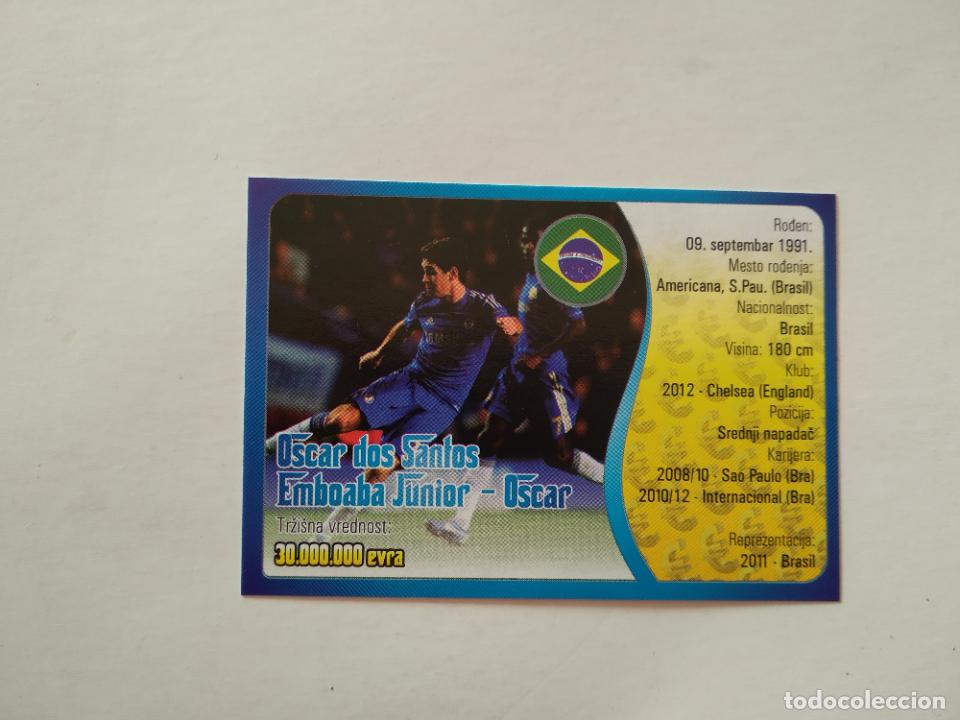 Rođen:
09. septembar 1991.
Mesto rođenja:
Americana, S.Pau. (Brasil)
Nacionalnost:
Brasil
Visina: 180 cm
Klub:
2012 - Chelsea (England)
Pozicija:
Srednji napadač
Karijera:
2008/10 - Sao Paulo (Bra)
2010/12 - Internacional (Bra)
Reprezentacija:
2011 - Brasil
SAMSUNG
Oscar dos Santos
Emboaba Júnior - Oscar
Tržišna vrednost:
30.000.000 evra
todocoleccion